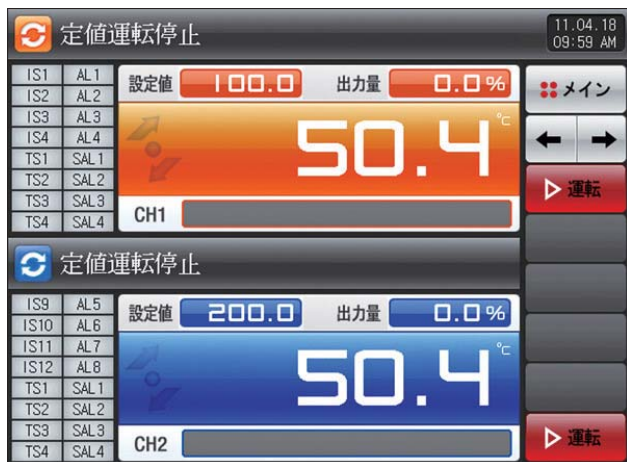 定値運転停止
11.04.18
09:59 AM
IS1 AL1
IS2 AL2
IS3 AL3
IS4 AL4
TS1 SAL1
TS2 SAL2
TS3 SAL3
TS4 SAL4
設定値 100.0 出力量 0.0%
50.4 ℃
CH1
メイン
← →
運転
定値運転停止
IS9 AL5
IS10 AL6
IS11 AL7
IS12 AL8
TS1 SAL1
TS2 SAL2
TS3 SAL3
TS4 SAL4
設定値 200.0 出力量 0.0%
50.4 ℃
CH2
運転